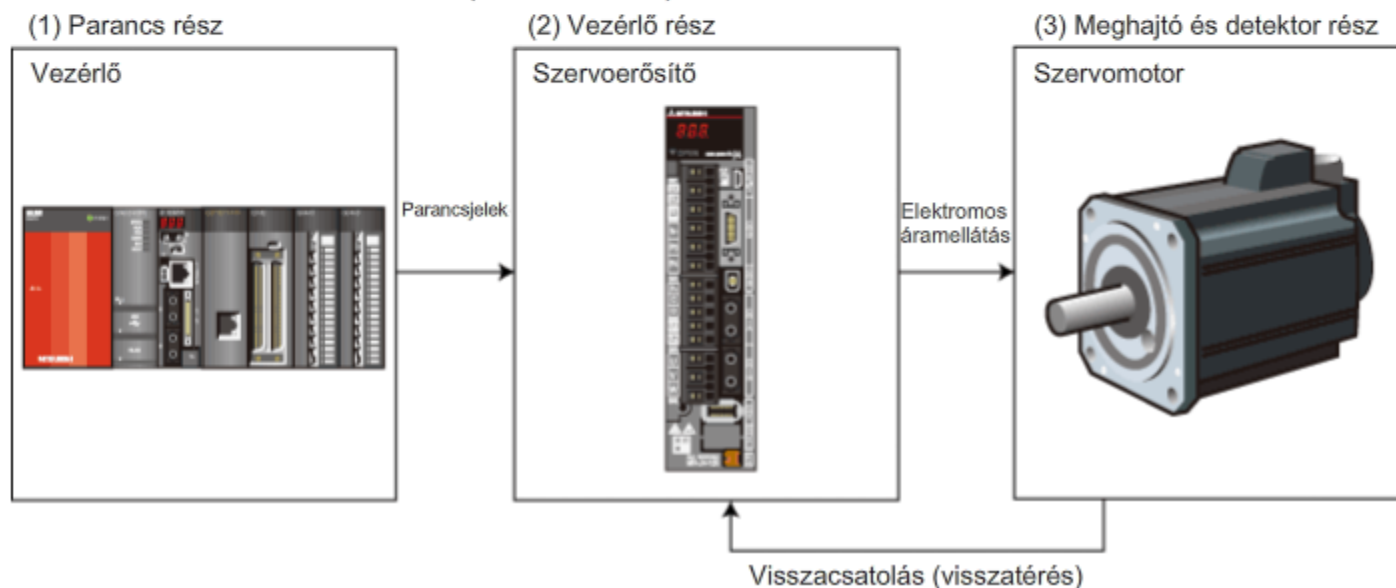 (1) Parancs rész
Vezérlő
(2) Vezérlő rész
Szervoerősítő
(3) Meghajtó és detektor rész
Szervomotor
Parancsjelek
Elektromos
áramellátás
Visszacsatolás (visszatérés)